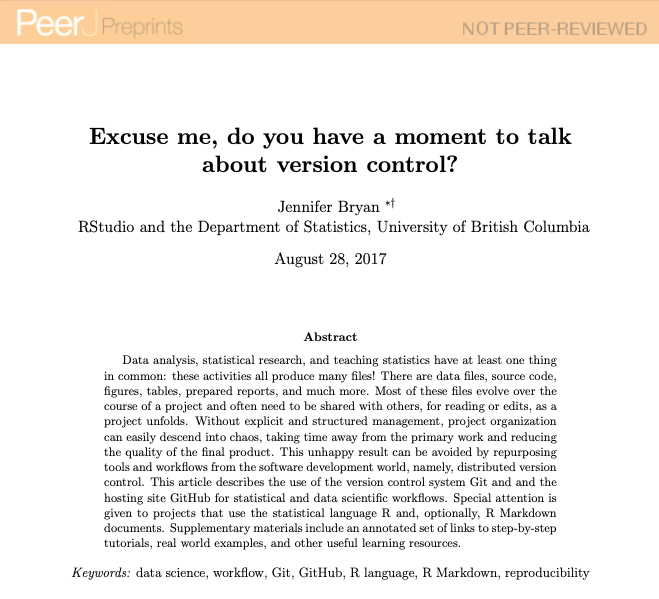 PeerJ Preprints
NOT PEER-REVIEWED
Excuse me, do you have a moment to talk
about version control?
Jennifer Bryan *†
RStudio and the Department of Statistics, University of British Columbia
August 28, 2017
Abstract
Data analysis, statistical research, and teaching statistics have at least one thing
in common: these activities all produce many files! There are data files, source code,
figures, tables, prepared reports, and much more. Most of these files evolve over the
course of a project and often need to be shared with others, for reading or edits, as a
project unfolds. Without explicit and structured management, project organization
can easily descend into chaos, taking time away from the primary work and reducing
the quality of the final product. This unhappy result can be avoided by repurposing
tools and workflows from the software development world, namely, distributed version
control. This article describes the use of the version control system Git and and the
hosting site GitHub for statistical and data scientific workflows. Special attention is
given to projects that use the statistical language R and, optionally, R Markdown
documents. Supplementary materials include an annotated set of links to step-by-step
tutorials, real world examples, and other useful learning resources.
Keywords: data science, workflow, Git, GitHub, R language, R Markdown, reproducibility